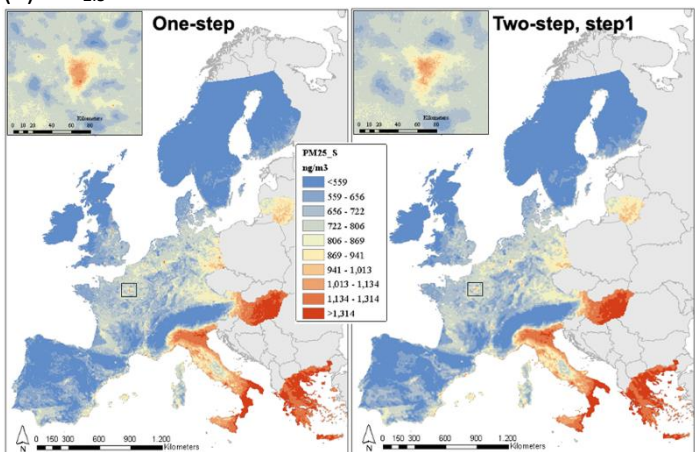 One-step
Two-step, step1
Kilometers
0 10 20 40 60 80
Kilometers
0 10 20 40 60 80
PM25_S
ng/m3
<559
559 - 656
656 - 722
722 - 806
806 - 869
869 - 941
941 - 1,013
1,013 - 1,134
1,134 - 1,314
>1,314
N
0 150 300 600 900 1.200
Kilometers
N
0 150 300 600 900 1.200
Kilometers